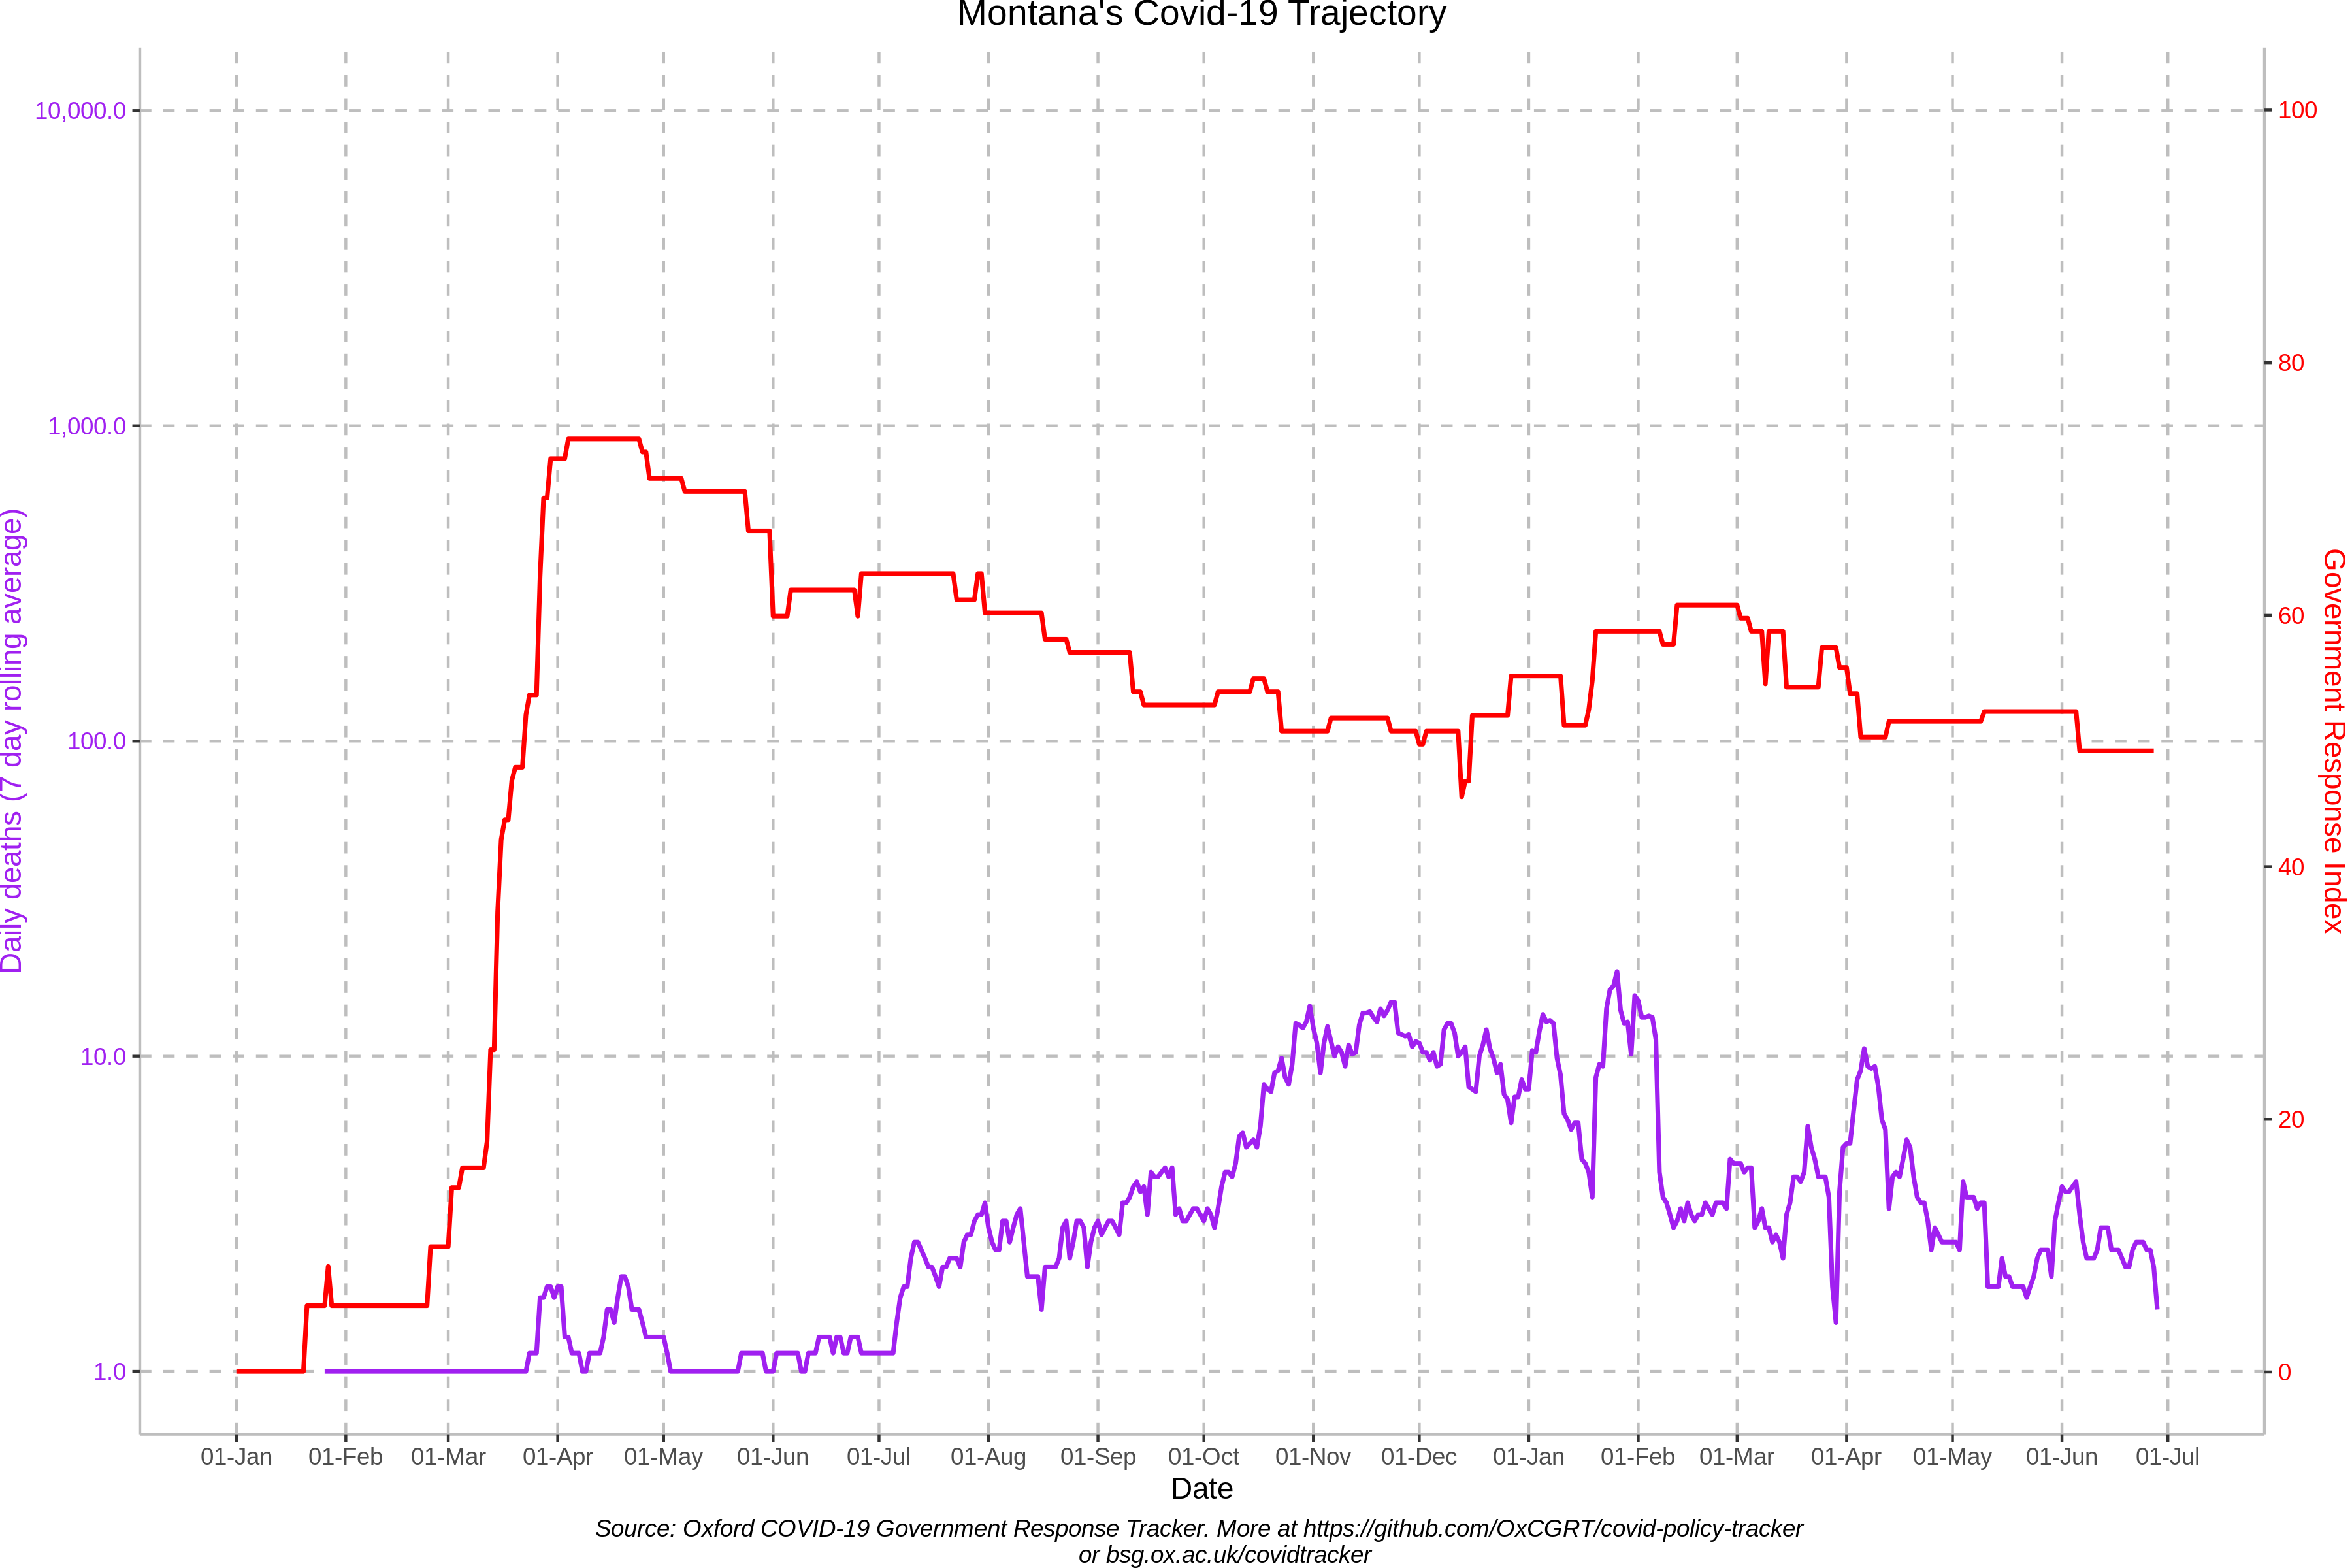 Montana's Covid-19 Trajectory
10,000.0
1,000.0
100.0
10.0
1.0
Daily deaths (7 day rolling average)
100
80
60
40
20
0
Government Response Index
01-Jan 01-Feb 01-Mar 01-Apr 01-May 01-Jun 01-Jul 01-Aug 01-Sep 01-Oct 01-Nov 01-Dec 01-Jan 01-Feb 01-Mar 01-Apr 01-May 01-Jun 01-Jul
Date
Source: Oxford COVID-19 Government Response Tracker. More at https://github.com/OxCGRT/covid-policy-tracker
or bsg.ox.ac.uk/covidtracker